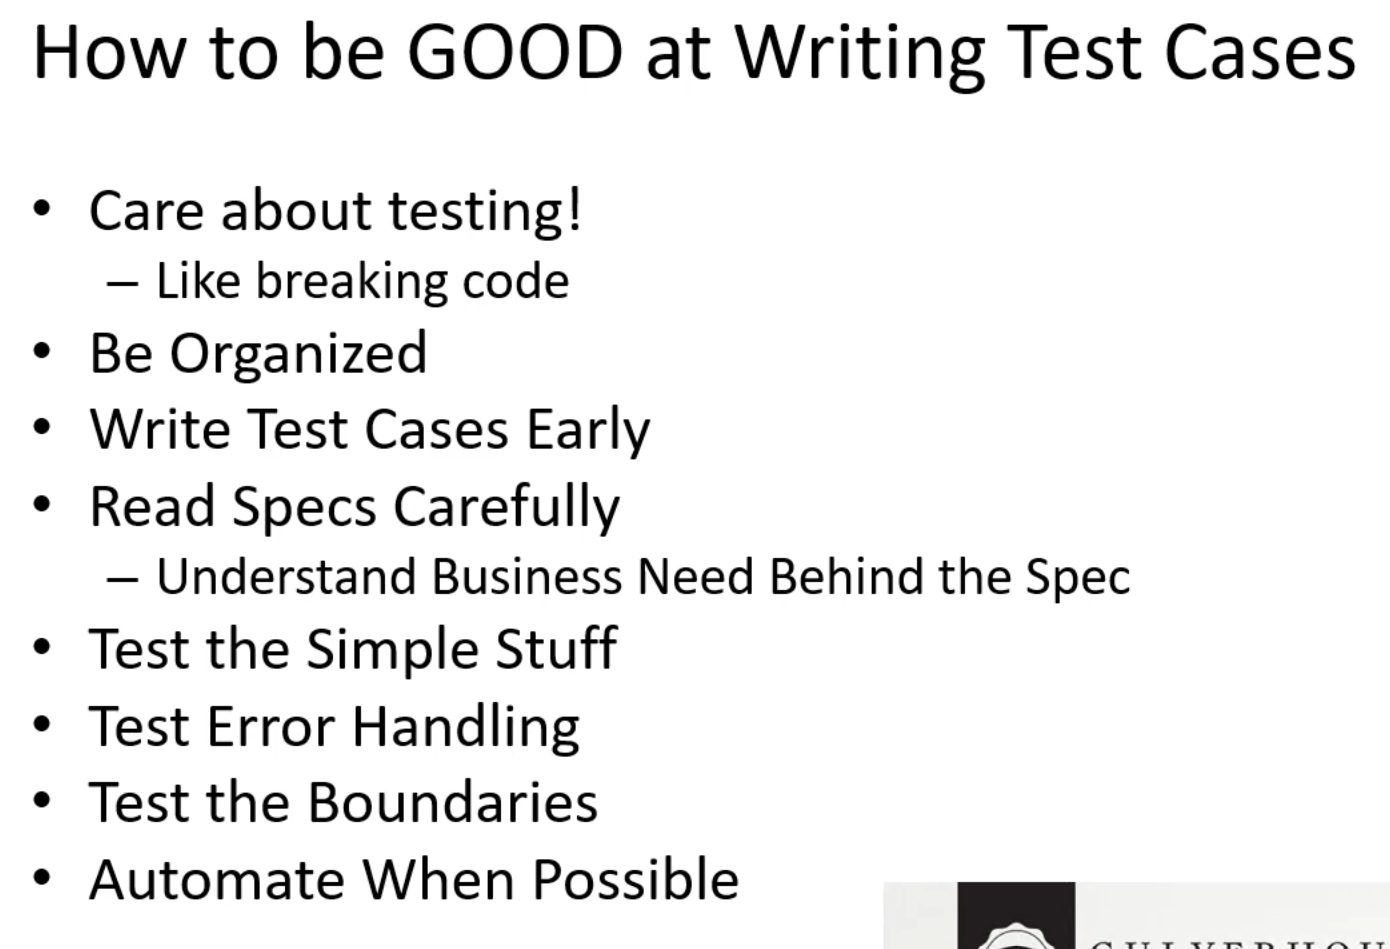 How to be GOOD at Writing Test Cases
• Care about testing!
– Like breaking code
• Be Organized
• Write Test Cases Early
• Read Specs Carefully
– Understand Business Need Behind the Spec
• Test the Simple Stuff
• Test Error Handling
• Test the Boundaries
• Automate When Possible